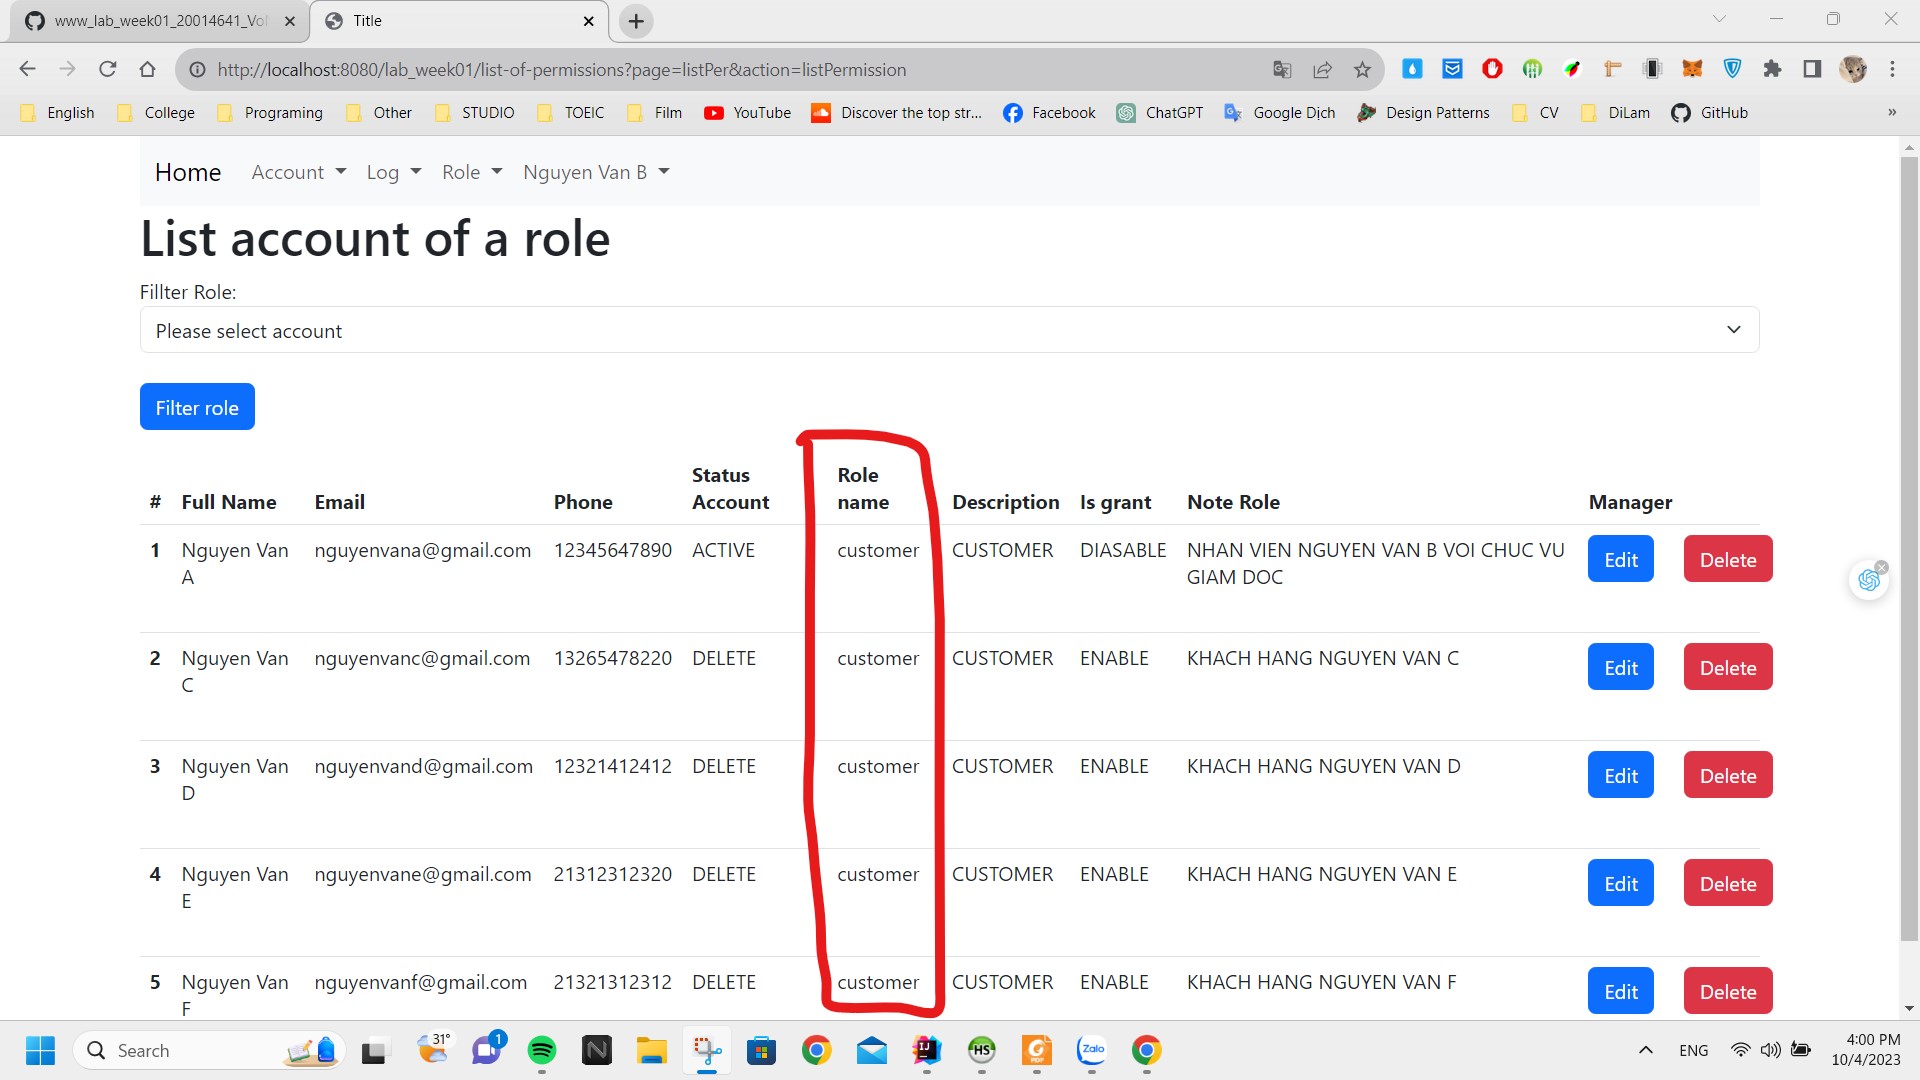 www_lab_week01_20014641_Vo
Title
http://localhost:8080/lab_week01/list-of-permissions?page=listPer&action=listPermission
English College Programing Other STUDIO TOEIC Film YouTube Discover the top str... Facebook ChatGPT Google Dịch Design Patterns CV DiLam GitHub »
Home Account Log Role Nguyen Van B
List account of a role
Fillter Role:
Please select account
Filter role
# Full Name Email Phone Status Account Role name Description Is grant Note Role Manager
1 Nguyen Van A nguyenvana@gmail.com 12345647890 ACTIVE customer CUSTOMER DIASABLE NHAN VIEN NGUYEN VAN B VOI CHUC VU GIAM DOC Edit Delete
2 Nguyen Van C nguyenvanc@gmail.com 13265478220 DELETE customer CUSTOMER ENABLE KHACH HANG NGUYEN VAN C Edit Delete
3 Nguyen Van D nguyenvand@gmail.com 12321412412 DELETE customer CUSTOMER ENABLE KHACH HANG NGUYEN VAN D Edit Delete
4 Nguyen Van E nguyenvane@gmail.com 21312312320 DELETE customer CUSTOMER ENABLE KHACH HANG NGUYEN VAN E Edit Delete
5 Nguyen Van F nguyenvanf@gmail.com 21321312312 DELETE customer CUSTOMER ENABLE KHACH HANG NGUYEN VAN F Edit Delete
Search
31°
1
N
IJ
HS
PDF
Zalo
ENG
4:00 PM
10/4/2023